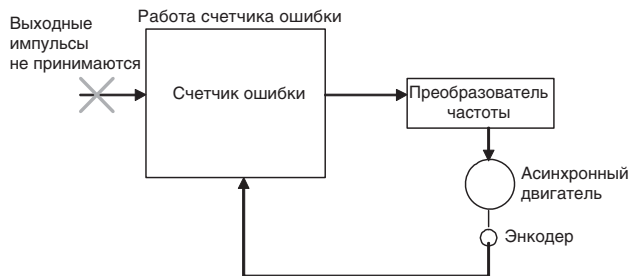 Выходные
импульсы
не принимаются
Работа счетчика ошибки
Счетчик ошибки
Преобразователь
частоты
Асинхронный
двигатель
Энкодер